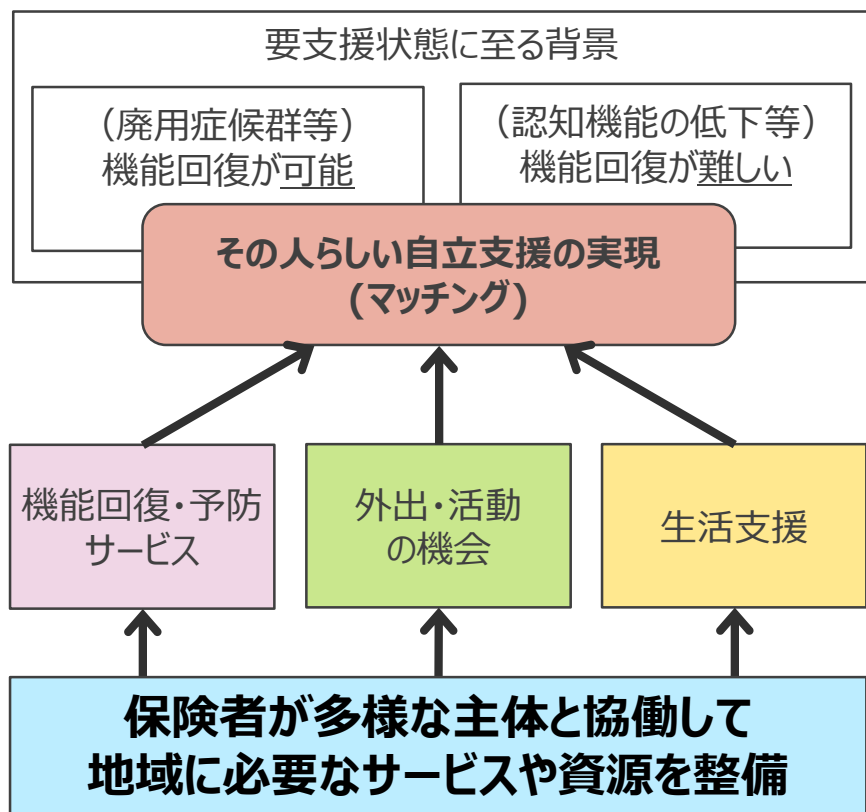 要支援状態に至る背景
（廃用症候群等）
機能回復が可能
（認知機能の低下等）
機能回復が難しい
その人らしい自立支援の実現
(マッチング)
機能回復・予防
サービス
外出・活動
の機会
生活支援
保険者が多様な主体と協働して
地域に必要なサービスや資源を整備